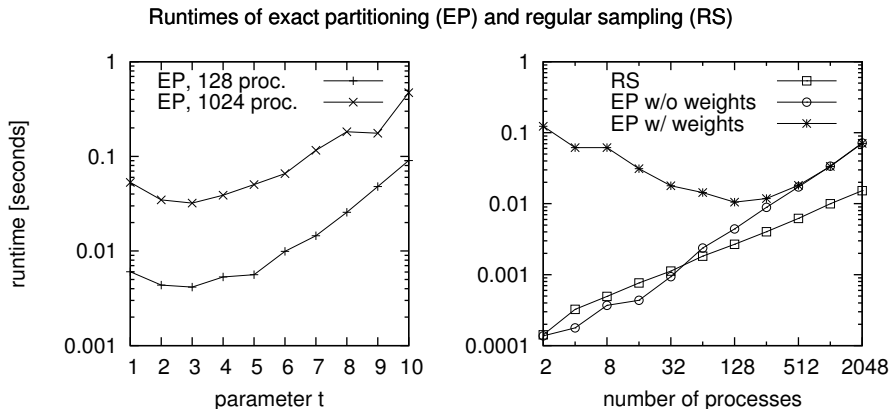 Runtimes of exact partitioning (EP) and regular sampling (RS)
runtime [seconds]
1
0.1
0.01
0.001
EP, 128 proc.
EP, 1024 proc.
1 2 3 4 5 6 7 8 9 10
parameter t
1
0.1
0.01
0.001
0.0001
RS
EP w/o weights
EP w/ weights
2 8 32 128 512 2048
number of processes